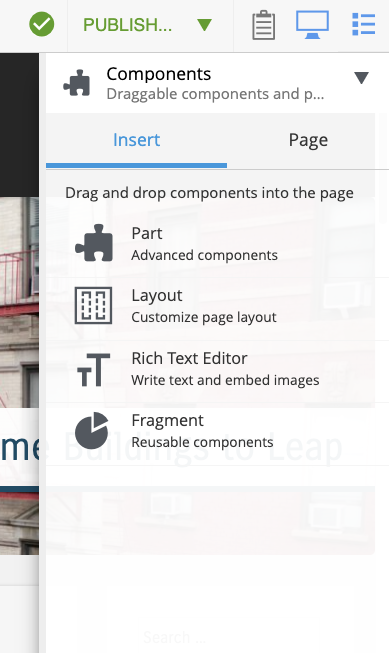 PUBLISH...
Components
Draggable components and p...
Insert Page
Drag and drop components into the page
Part
Advanced components
Layout
Customize page layout
Rich Text Editor
Write text and embed images
Fragment
Reusable components
me Buildings to Leap
Search ...